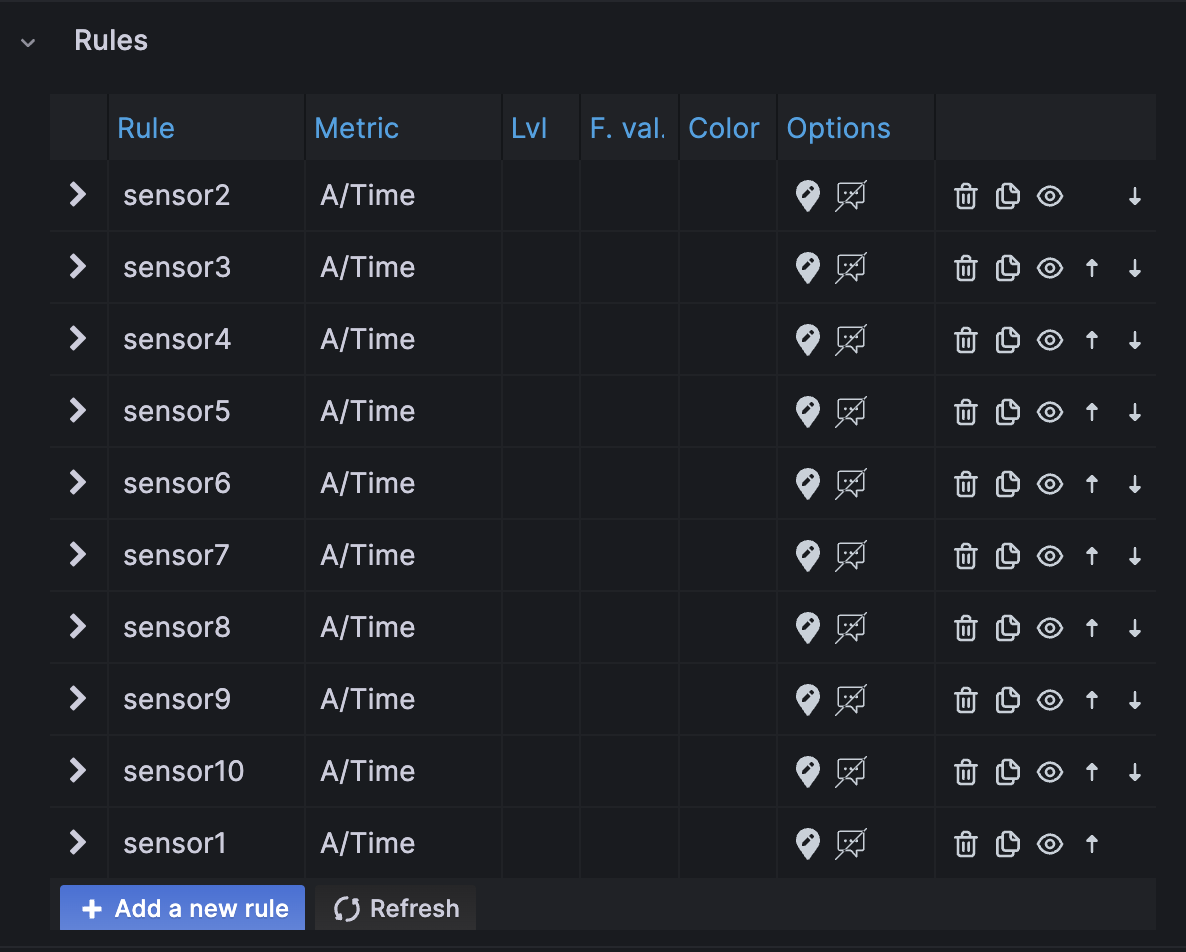 Rules
Rule Metric Lvl F. val. Color Options
sensor2 A/Time
sensor3 A/Time
sensor4 A/Time
sensor5 A/Time
sensor6 A/Time
sensor7 A/Time
sensor8 A/Time
sensor9 A/Time
sensor10 A/Time
sensor1 A/Time
Add a new rule Refresh